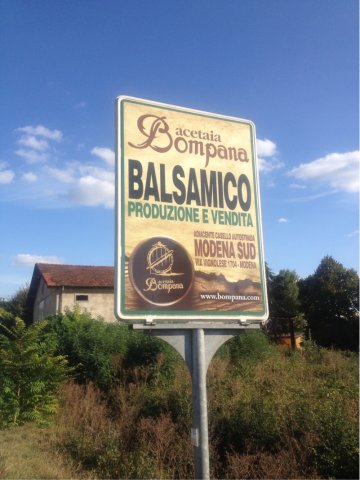 acetaia
Bompana
BALSAMICO
PRODUZIONE E VENDITA
ADIACENTE CASELLO AUTOSTRADA
MODENA SUD
VIA VIGNOLESE 1704 - MODENA
acetaia
Bompana
www.bompana.com